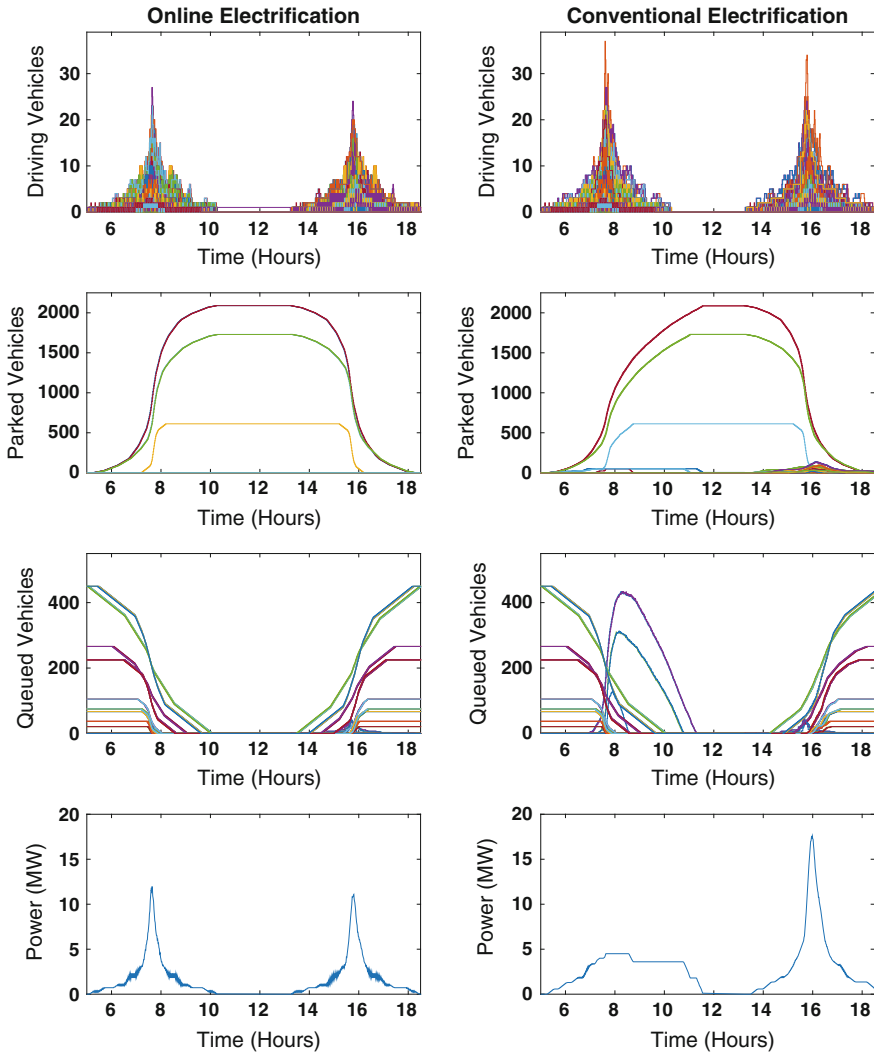 Online Electrification
Conventional Electrification
Driving Vehicles
30
20
10
0
6 8 10 12 14 16 18
Time (Hours)
Driving Vehicles
30
20
10
0
6 8 10 12 14 16 18
Time (Hours)
Parked Vehicles
2000
1500
1000
500
0
6 8 10 12 14 16 18
Time (Hours)
Parked Vehicles
2000
1500
1000
500
0
6 8 10 12 14 16 18
Time (Hours)
Queued Vehicles
400
200
0
6 8 10 12 14 16 18
Time (Hours)
Queued Vehicles
400
200
0
6 8 10 12 14 16 18
Time (Hours)
Power (MW)
20
15
10
5
0
6 8 10 12 14 16 18
Time (Hours)
Power (MW)
20
15
10
5
0
6 8 10 12 14 16 18
Time (Hours)